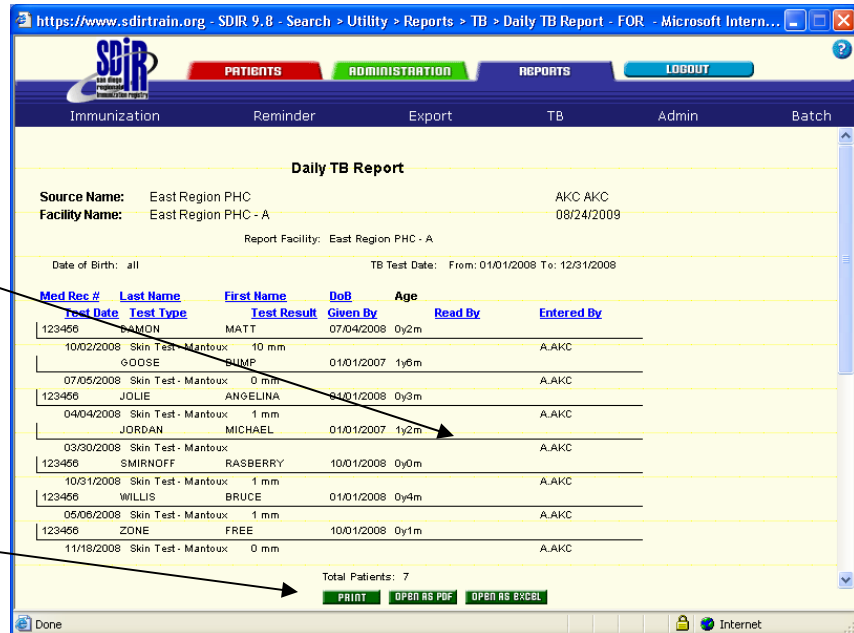 https://www.sdirtrain.org - SDIR 9.8 - Search > Utility > Reports > TB > Daily TB Report - FOR - Microsoft Intern...
SDIR
san diego
regional
immunization registry
PATIENTS ADMINISTRATION REPORTS LOGOUT ?
Immunization Reminder Export TB Admin Batch
Daily TB Report
Source Name: East Region PHC AKC AKC
Facility Name: East Region PHC - A 08/24/2009
Report Facility: East Region PHC - A
Date of Birth: all TB Test Date: From: 01/01/2008 To: 12/31/2008
Med Rec # Last Name First Name DoB Age
Test Date Test Type Test Result Given By Read By Entered By
123456 DAMON MATT 07/04/2008 0y2m
10/02/2008 Skin Test - Mantoux 10 mm A.AKC
GOOSE BUMP 01/01/2007 1y6m
07/05/2008 Skin Test - Mantoux 0 mm A.AKC
123456 JOLIE ANGELINA 01/01/2008 0y3m
04/04/2008 Skin Test - Mantoux 1 mm A.AKC
JORDAN MICHAEL 01/01/2007 1y2m
03/30/2008 Skin Test - Mantoux A.AKC
123456 SMIRNOFF RASBERRY 10/01/2008 0y0m
10/31/2008 Skin Test - Mantoux 1 mm A.AKC
123456 WILLIS BRUCE 01/01/2008 0y4m
05/06/2008 Skin Test - Mantoux 1 mm A.AKC
123456 ZONE FREE 10/01/2008 0y1m
11/18/2008 Skin Test - Mantoux 0 mm A.AKC
Total Patients: 7
PRINT OPEN AS PDF OPEN AS EXCEL
Done Internet